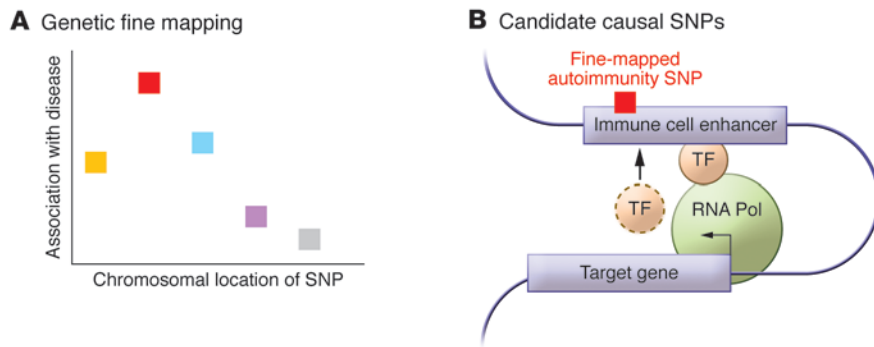 A Genetic fine mapping
Association with disease
Chromosomal location of SNP
B Candidate causal SNPs
Fine-mapped
autoimmunity SNP
Immune cell enhancer
TF
TF
RNA Pol
Target gene